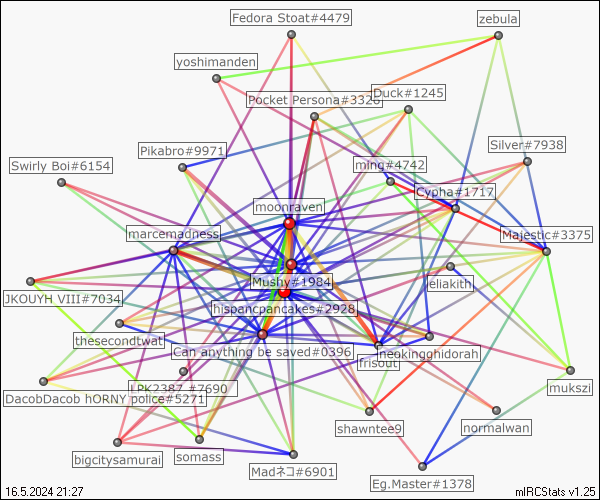 Fedora Stoat#4479
zebula
yoshimanden
Duck#1245
Pocket Persona#3326
Silver#7938
Pikabro#9971
ming#4742
Swirly Boi#6154
Cypha#1717
moonraven
marcemadness
Majestic#3375
Mushy#1984
eliakith
JKOUYH VIII#7034
hispancpancakes#2928
thesecondtwat
Can anything be saved#0396
neokingghidorah
frisout
LPK2387 #7690
mukszi
DacobDacob hORNY police#5271
shawntee9
normalwan
bigcitysamurai
somass
Madネコ#6901
Eg.Master#1378
16.5.2024 21:27
mIRCStats v1.25